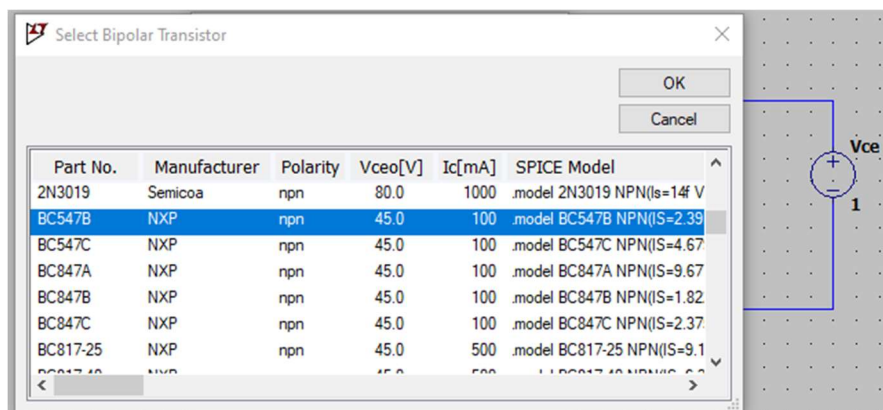 Select Bipolar Transistor
OK
Cancel
Part No. Manufacturer Polarity Vceo[V] Ic[mA] SPICE Model
2N3019 Semicoa npn 80.0 1000 .model 2N3019 NPN(Is=14f V
BC547B NXP npn 45.0 100 .model BC547B NPN(IS=2.39
BC547C NXP npn 45.0 100 .model BC547C NPN(IS=4.67
BC847A NXP npn 45.0 100 .model BC847A NPN(IS=9.67
BC847B NXP npn 45.0 100 .model BC847B NPN(IS=1.82
BC847C NXP npn 45.0 100 .model BC847C NPN(IS=2.37
BC817-25 NXP npn 45.0 500 .model BC817-25 NPN(IS=9.1
Vce
1